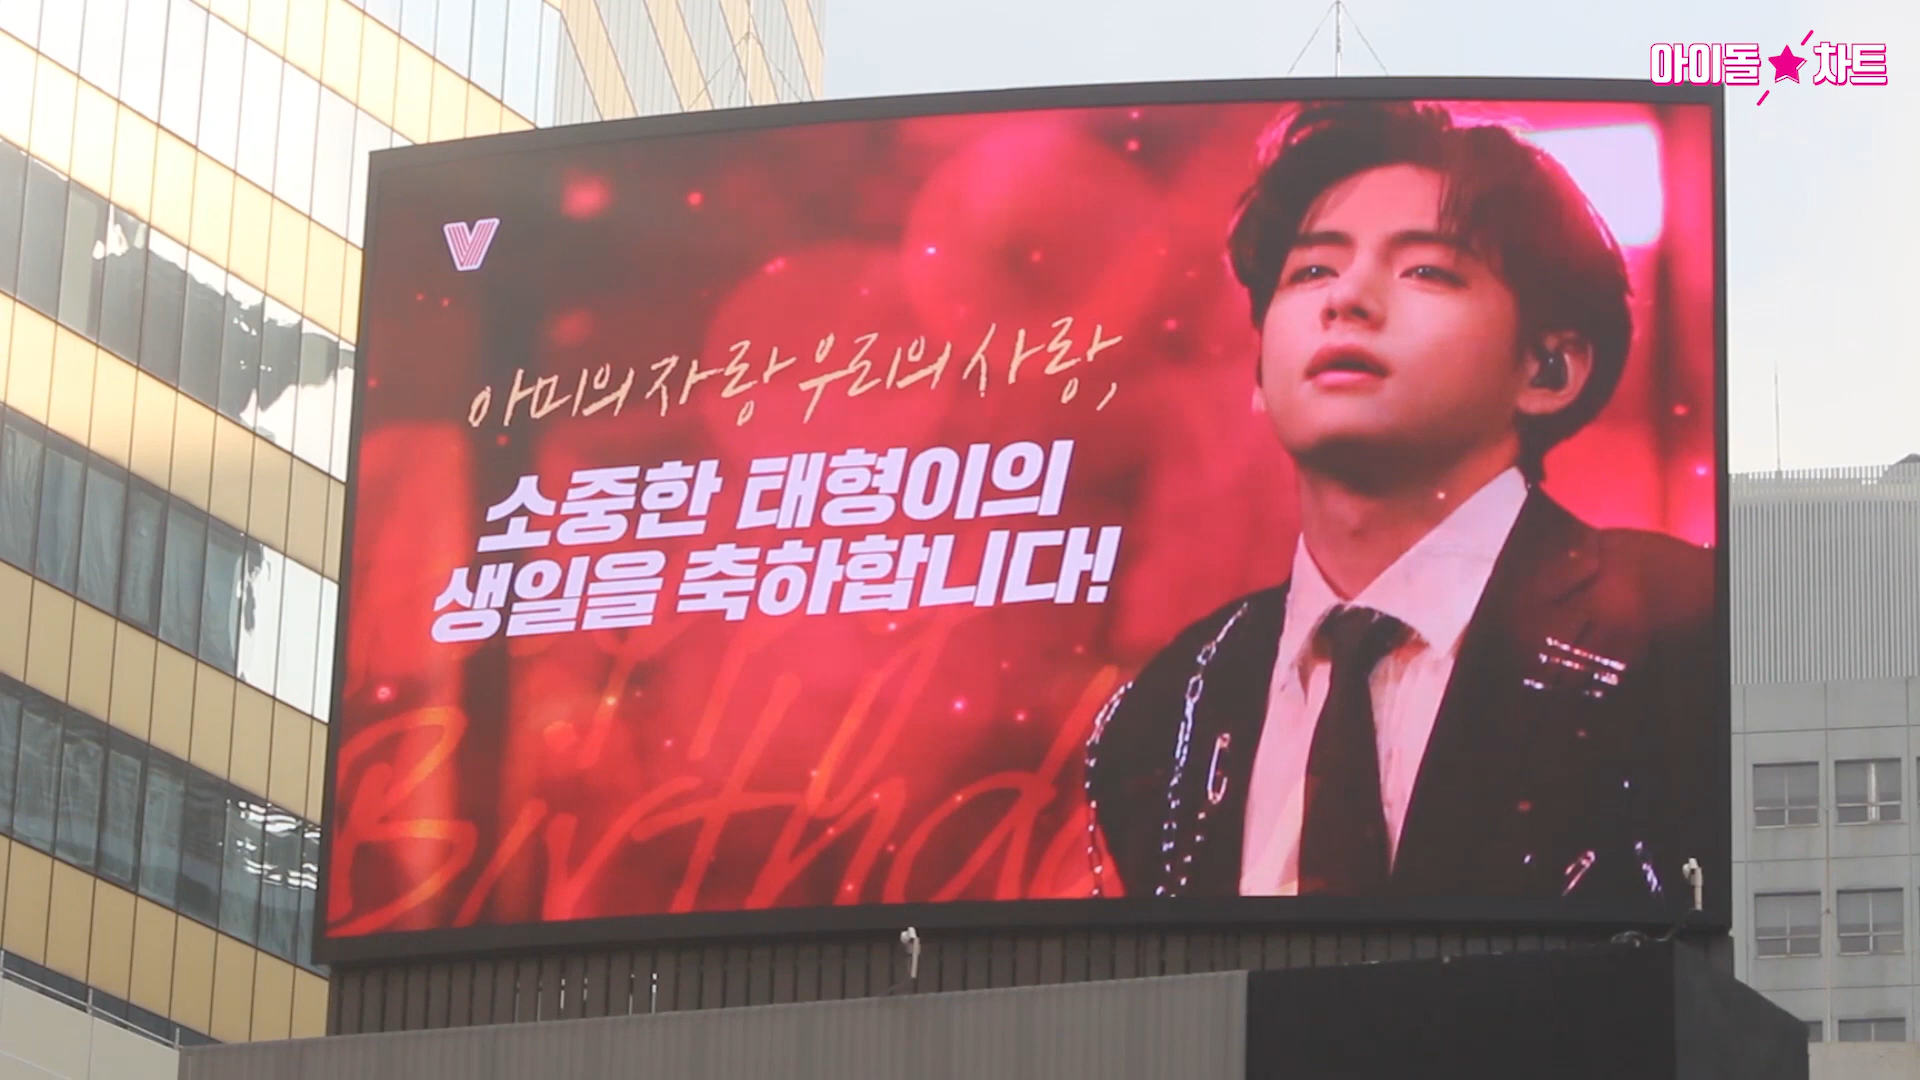 아이돌★차트
V
아미의 자랑 우리의 사랑,
소중한 태형이의
생일을 축하합니다!
Birthda